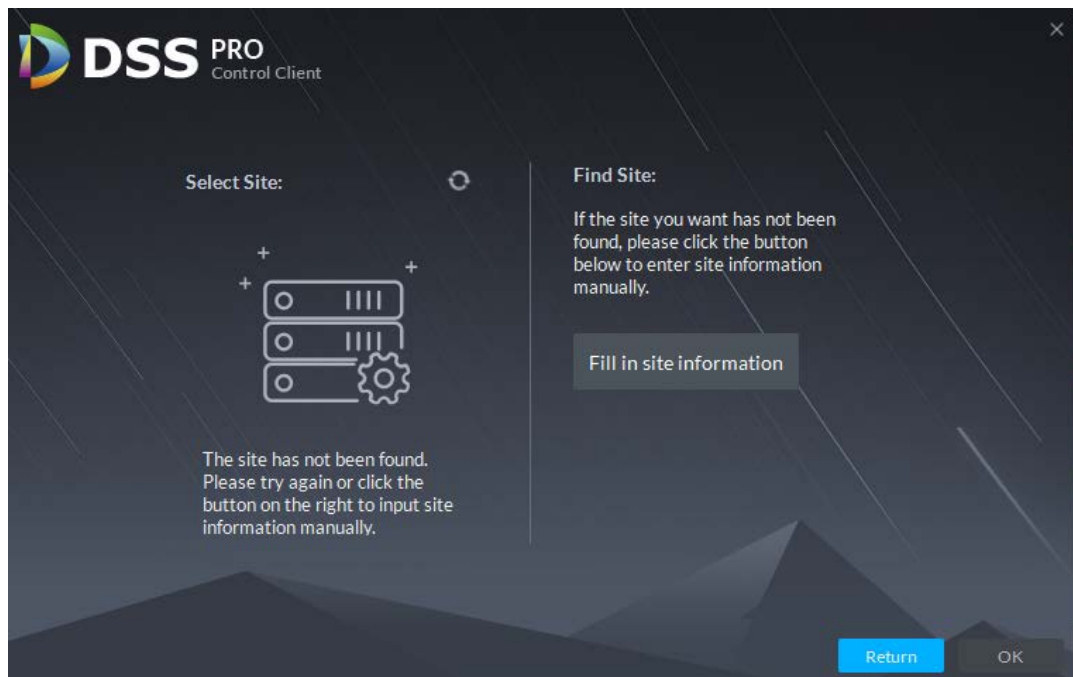 DSS PRO
Control Client
Select Site:
The site has not been found.
Please try again or click the
button on the right to input site
information manually.
Find Site:
If the site you want has not been
found, please click the button
below to enter site information
manually.
Fill in site information
Return
OK